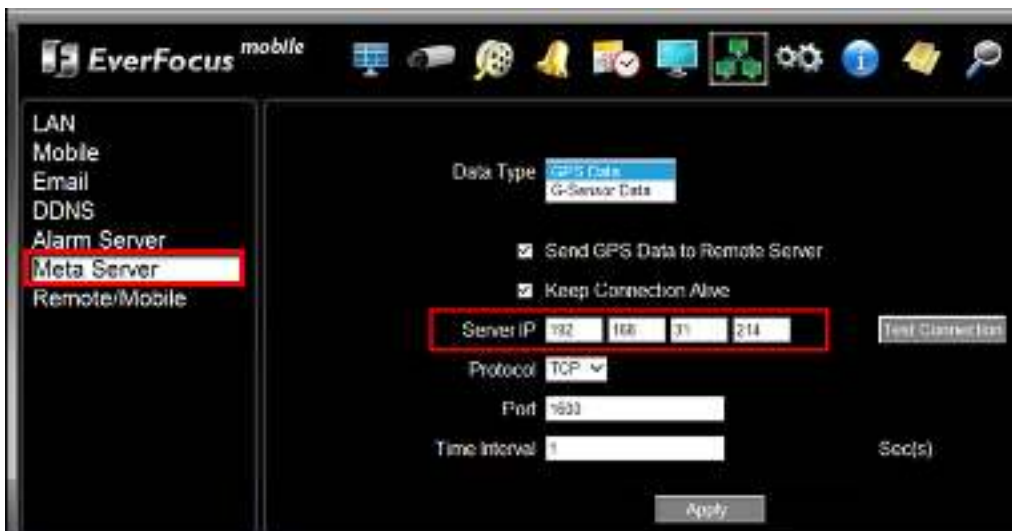 EverFocus mobile
LAN
Mobile
Email
DDNS
Alarm Server
Meta Server
Remote/Mobile
Data Type GPS Data
G-Sensor Data
Send GPS Data to Remote Server
Keep Connection Alive
Server IP 192 168 31 214 Test Connection
Protocol TCP
Port
Time Interval 1 Sec(s)
Apply